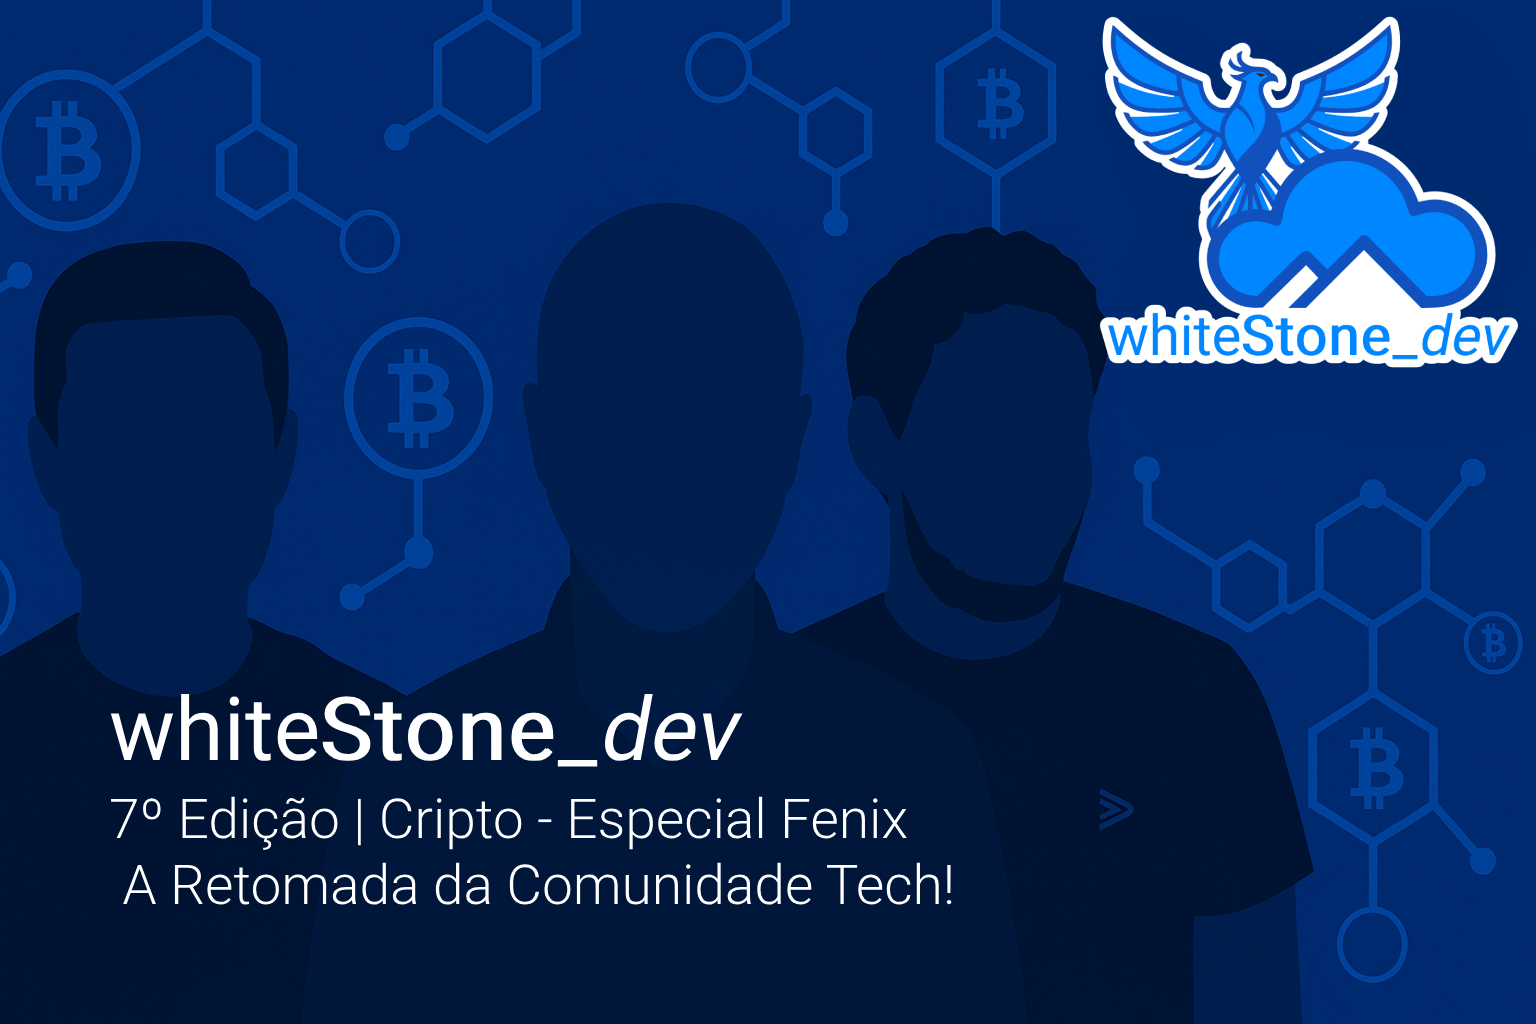 whiteStone_dev
whiteStone_dev
7º Edição | Cripto - Especial Fenix
A Retomada da Comunidade Tech!